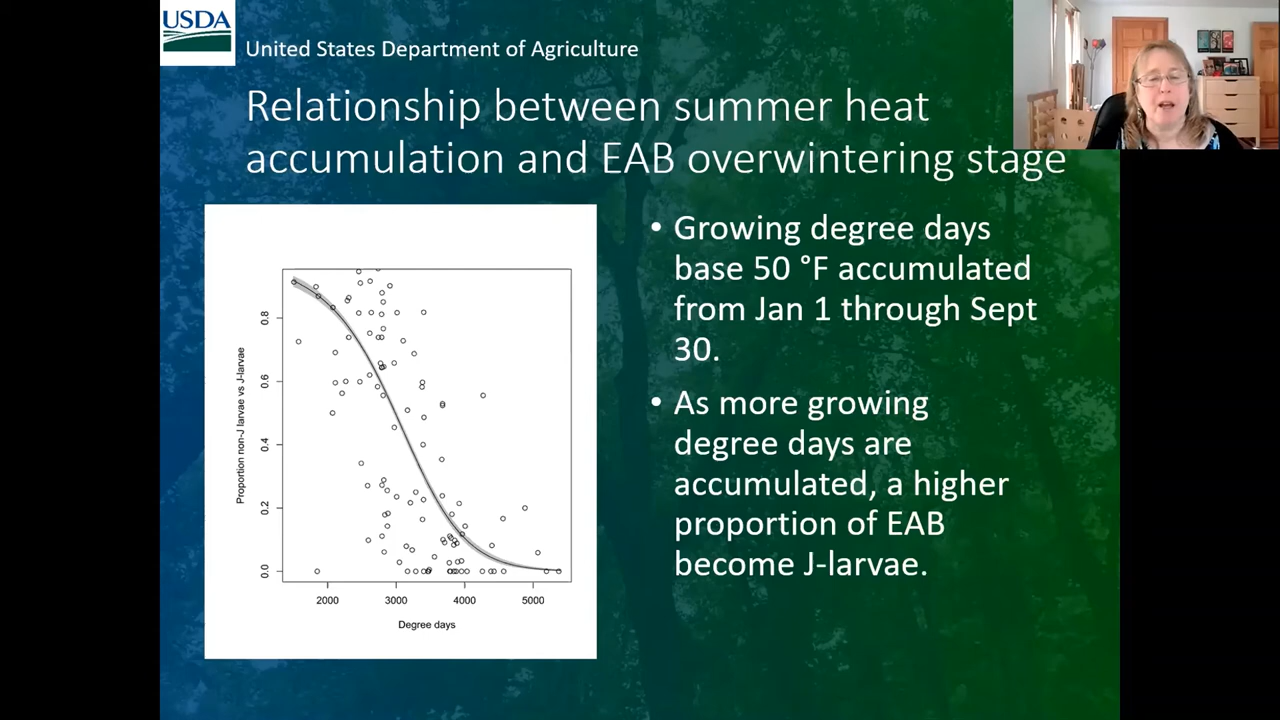 USDA
United States Department of Agriculture
Relationship between summer heat
accumulation and EAB overwintering stage
Proportion non-J larvae vs J-larvae
0.8
0.6
0.4
0.2
0.0
2000 3000 4000 5000
Degree days
• Growing degree days
base 50 °F accumulated
from Jan 1 through Sept
30.
• As more growing
degree days are
accumulated, a higher
proportion of EAB
become J-larvae.